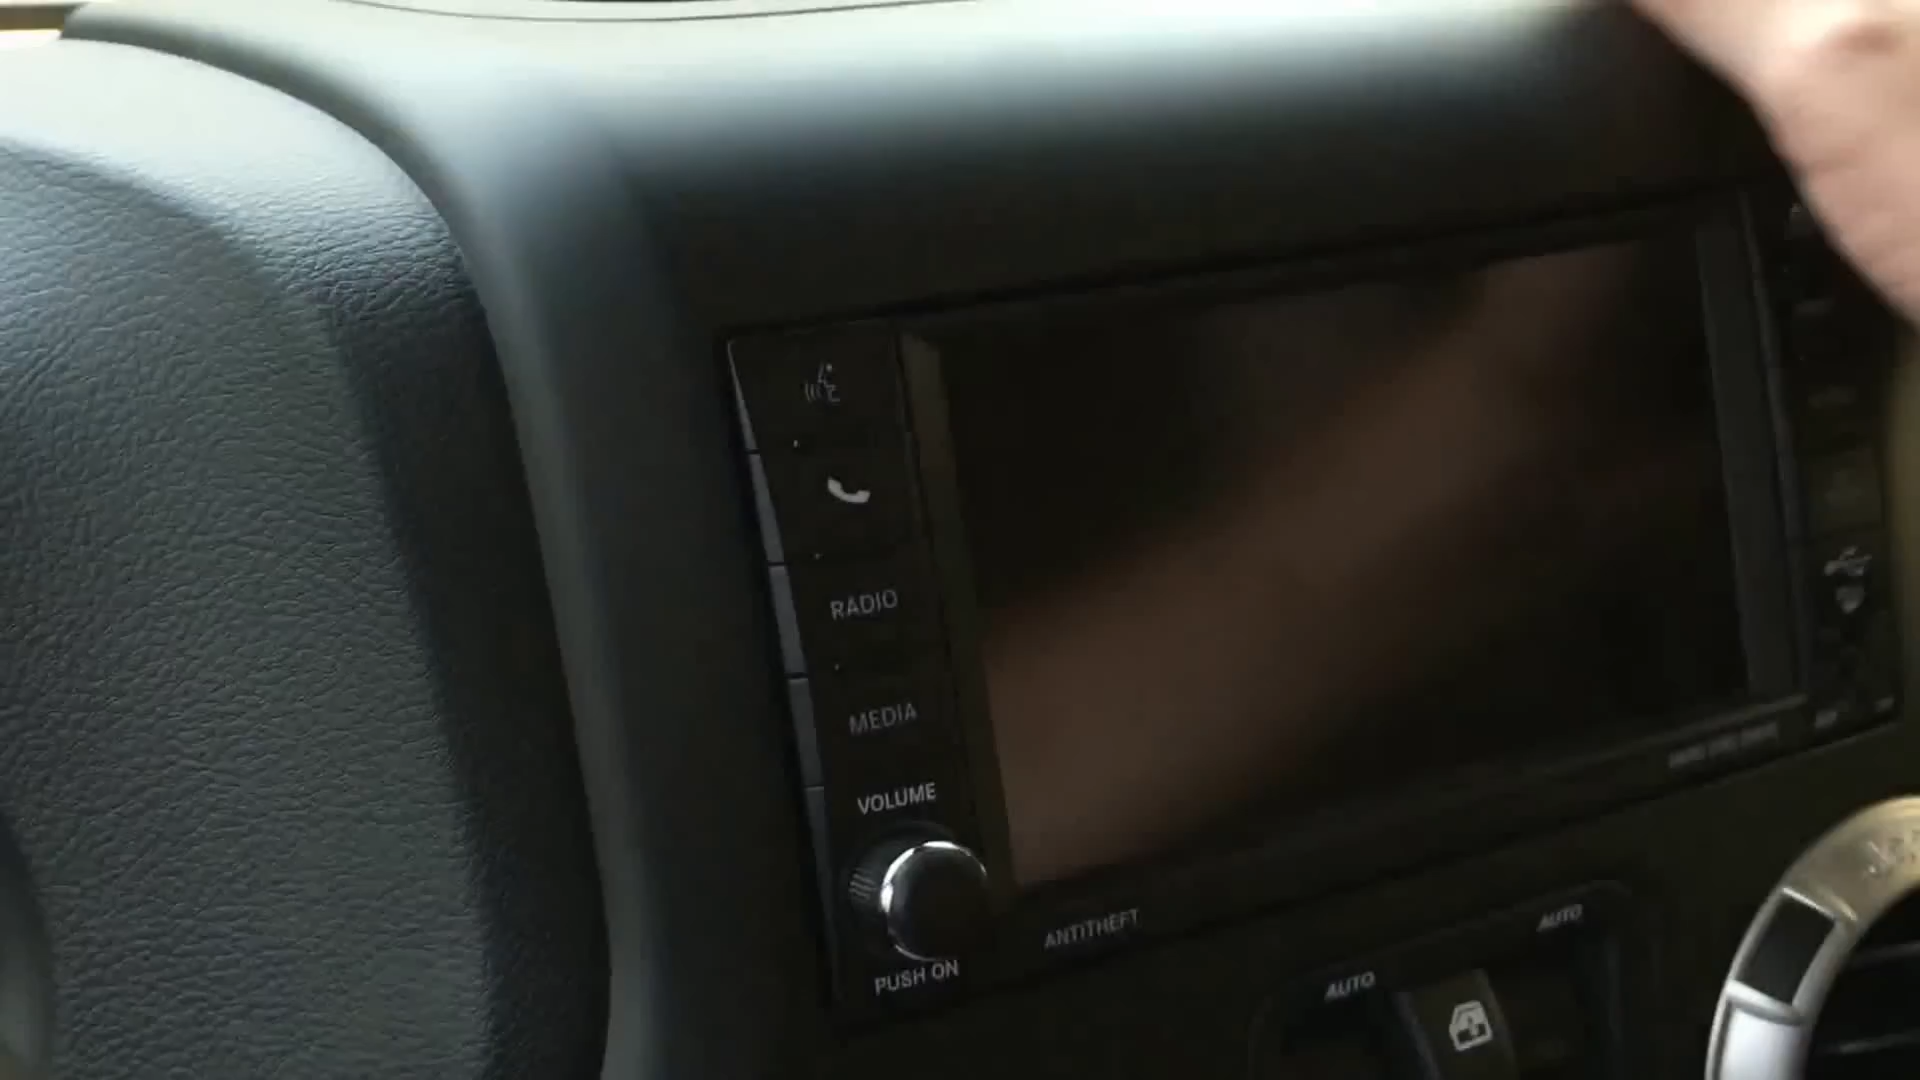 RADIO
MEDIA
VOLUME
PUSH ON
ANTITHEFT
AUTO
AUTO